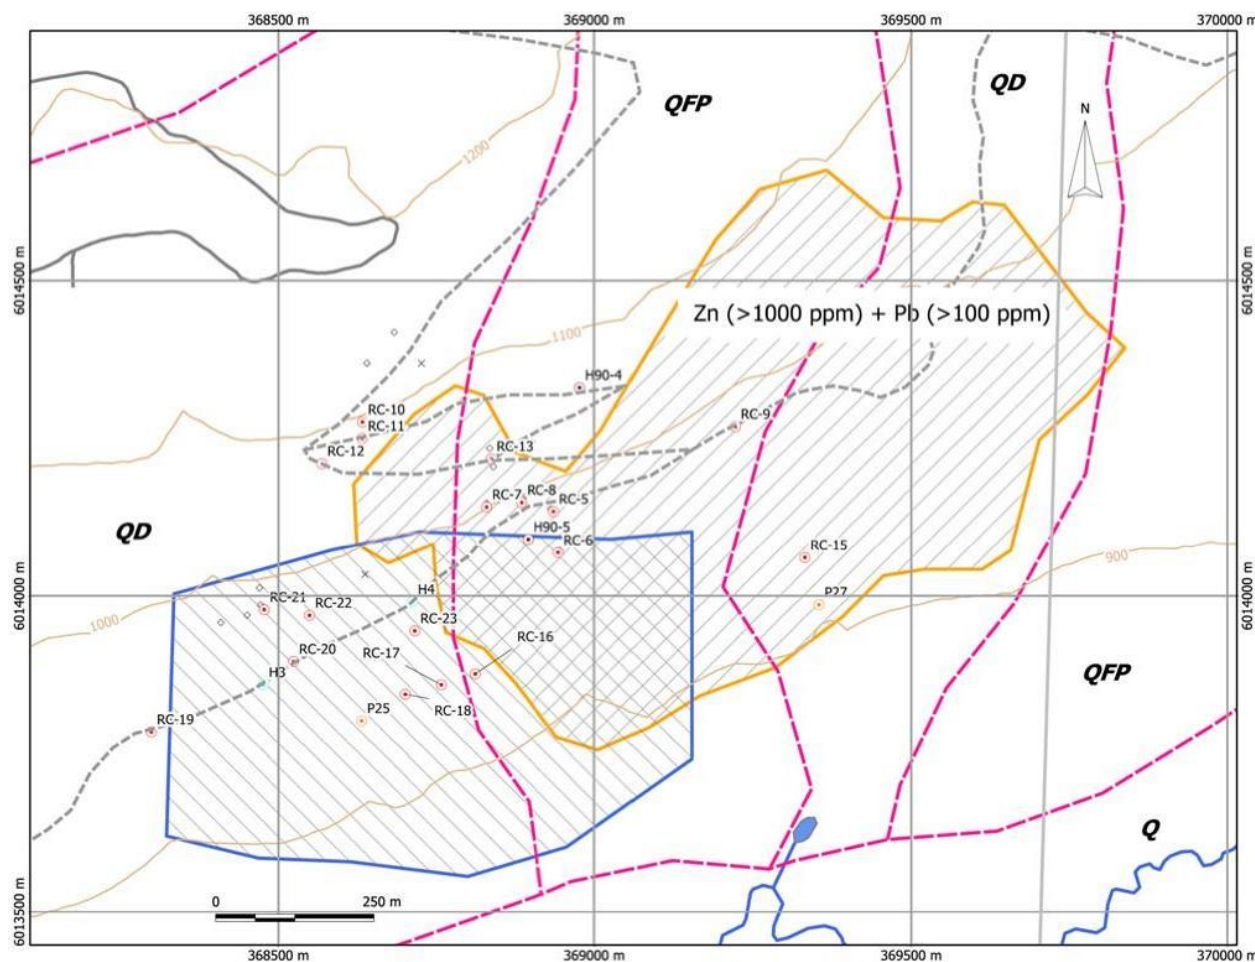 368500 m
369000 m
369500 m
370000 m
QFP
QD
N
1200
6014500 m
6014500 m
Zn (>1000 ppm) + Pb (>100 ppm)
1100
H90-4
RC-10
RC-11
RC-9
RC-12
RC-13
RC-7
RC-8
RC-5
QD
H90-5
RC-6
RC-15
900
6014000 m
6014000 m
H4
P27
RC-21
RC-22
1000
RC-23
RC-16
RC-20
RC-17
QFP
H3
P25
RC-18
RC-19
Q
0
250 m
6013500 m
6013500 m
368500 m
369000 m
369500 m
370000 m